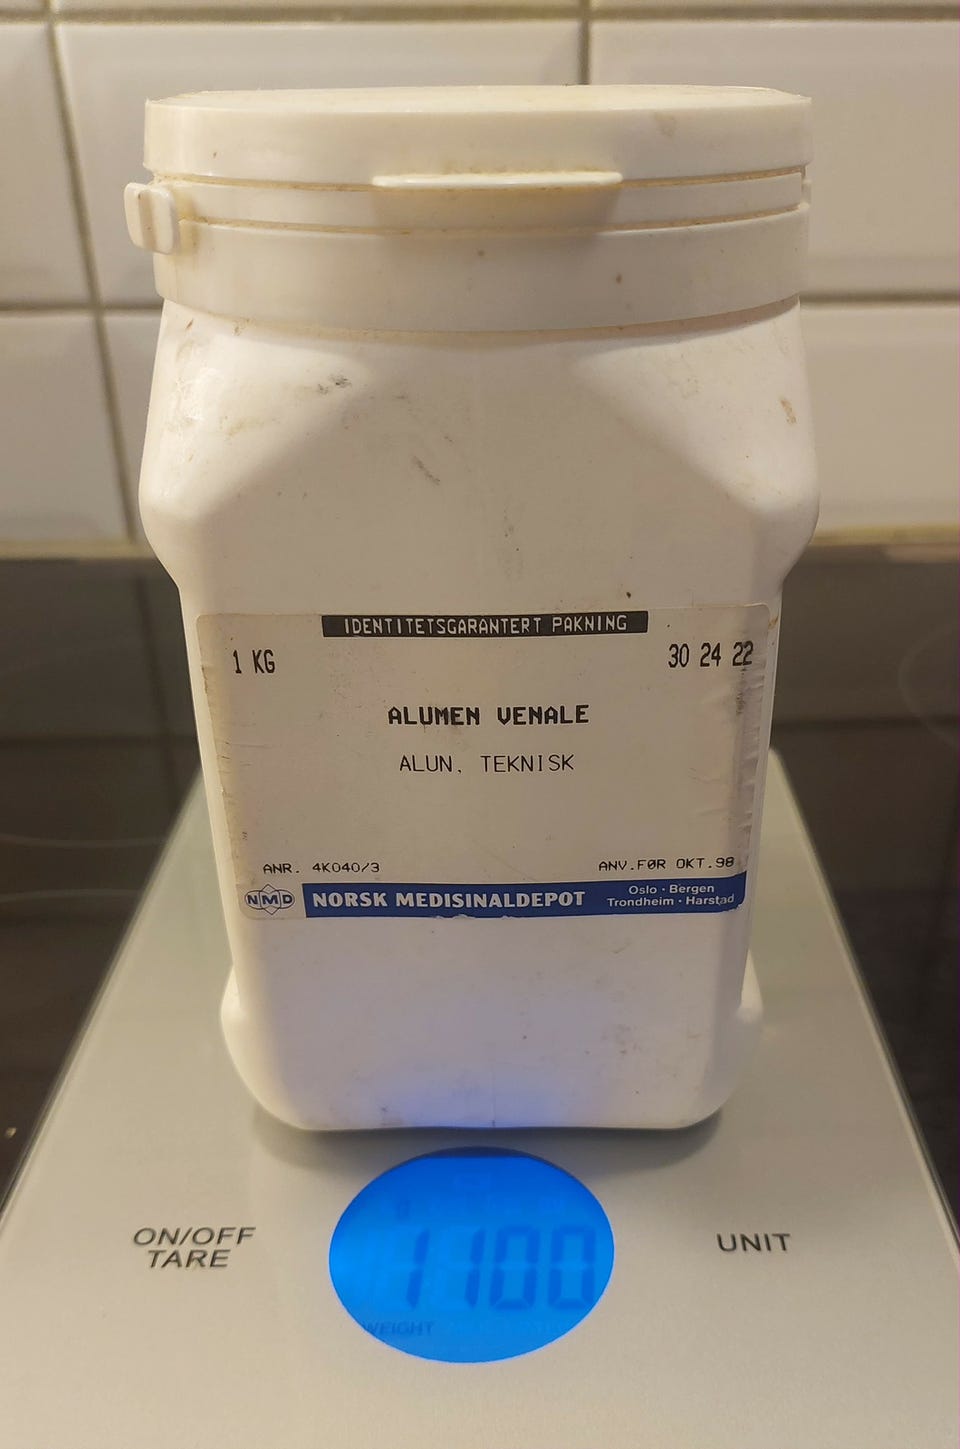 IDENTITETSGARANTERT PAKNING
1 KG 30 24 22
ALUMEN VENALE
ALUN. TEKNISK
ANR. 4K040/3 ANV.FØR OKT.98
NMD NORSK MEDISINALDEPOT
Oslo · Bergen
Trondheim · Harstad
ON/OFF
TARE
1100
WEIGHT
UNIT